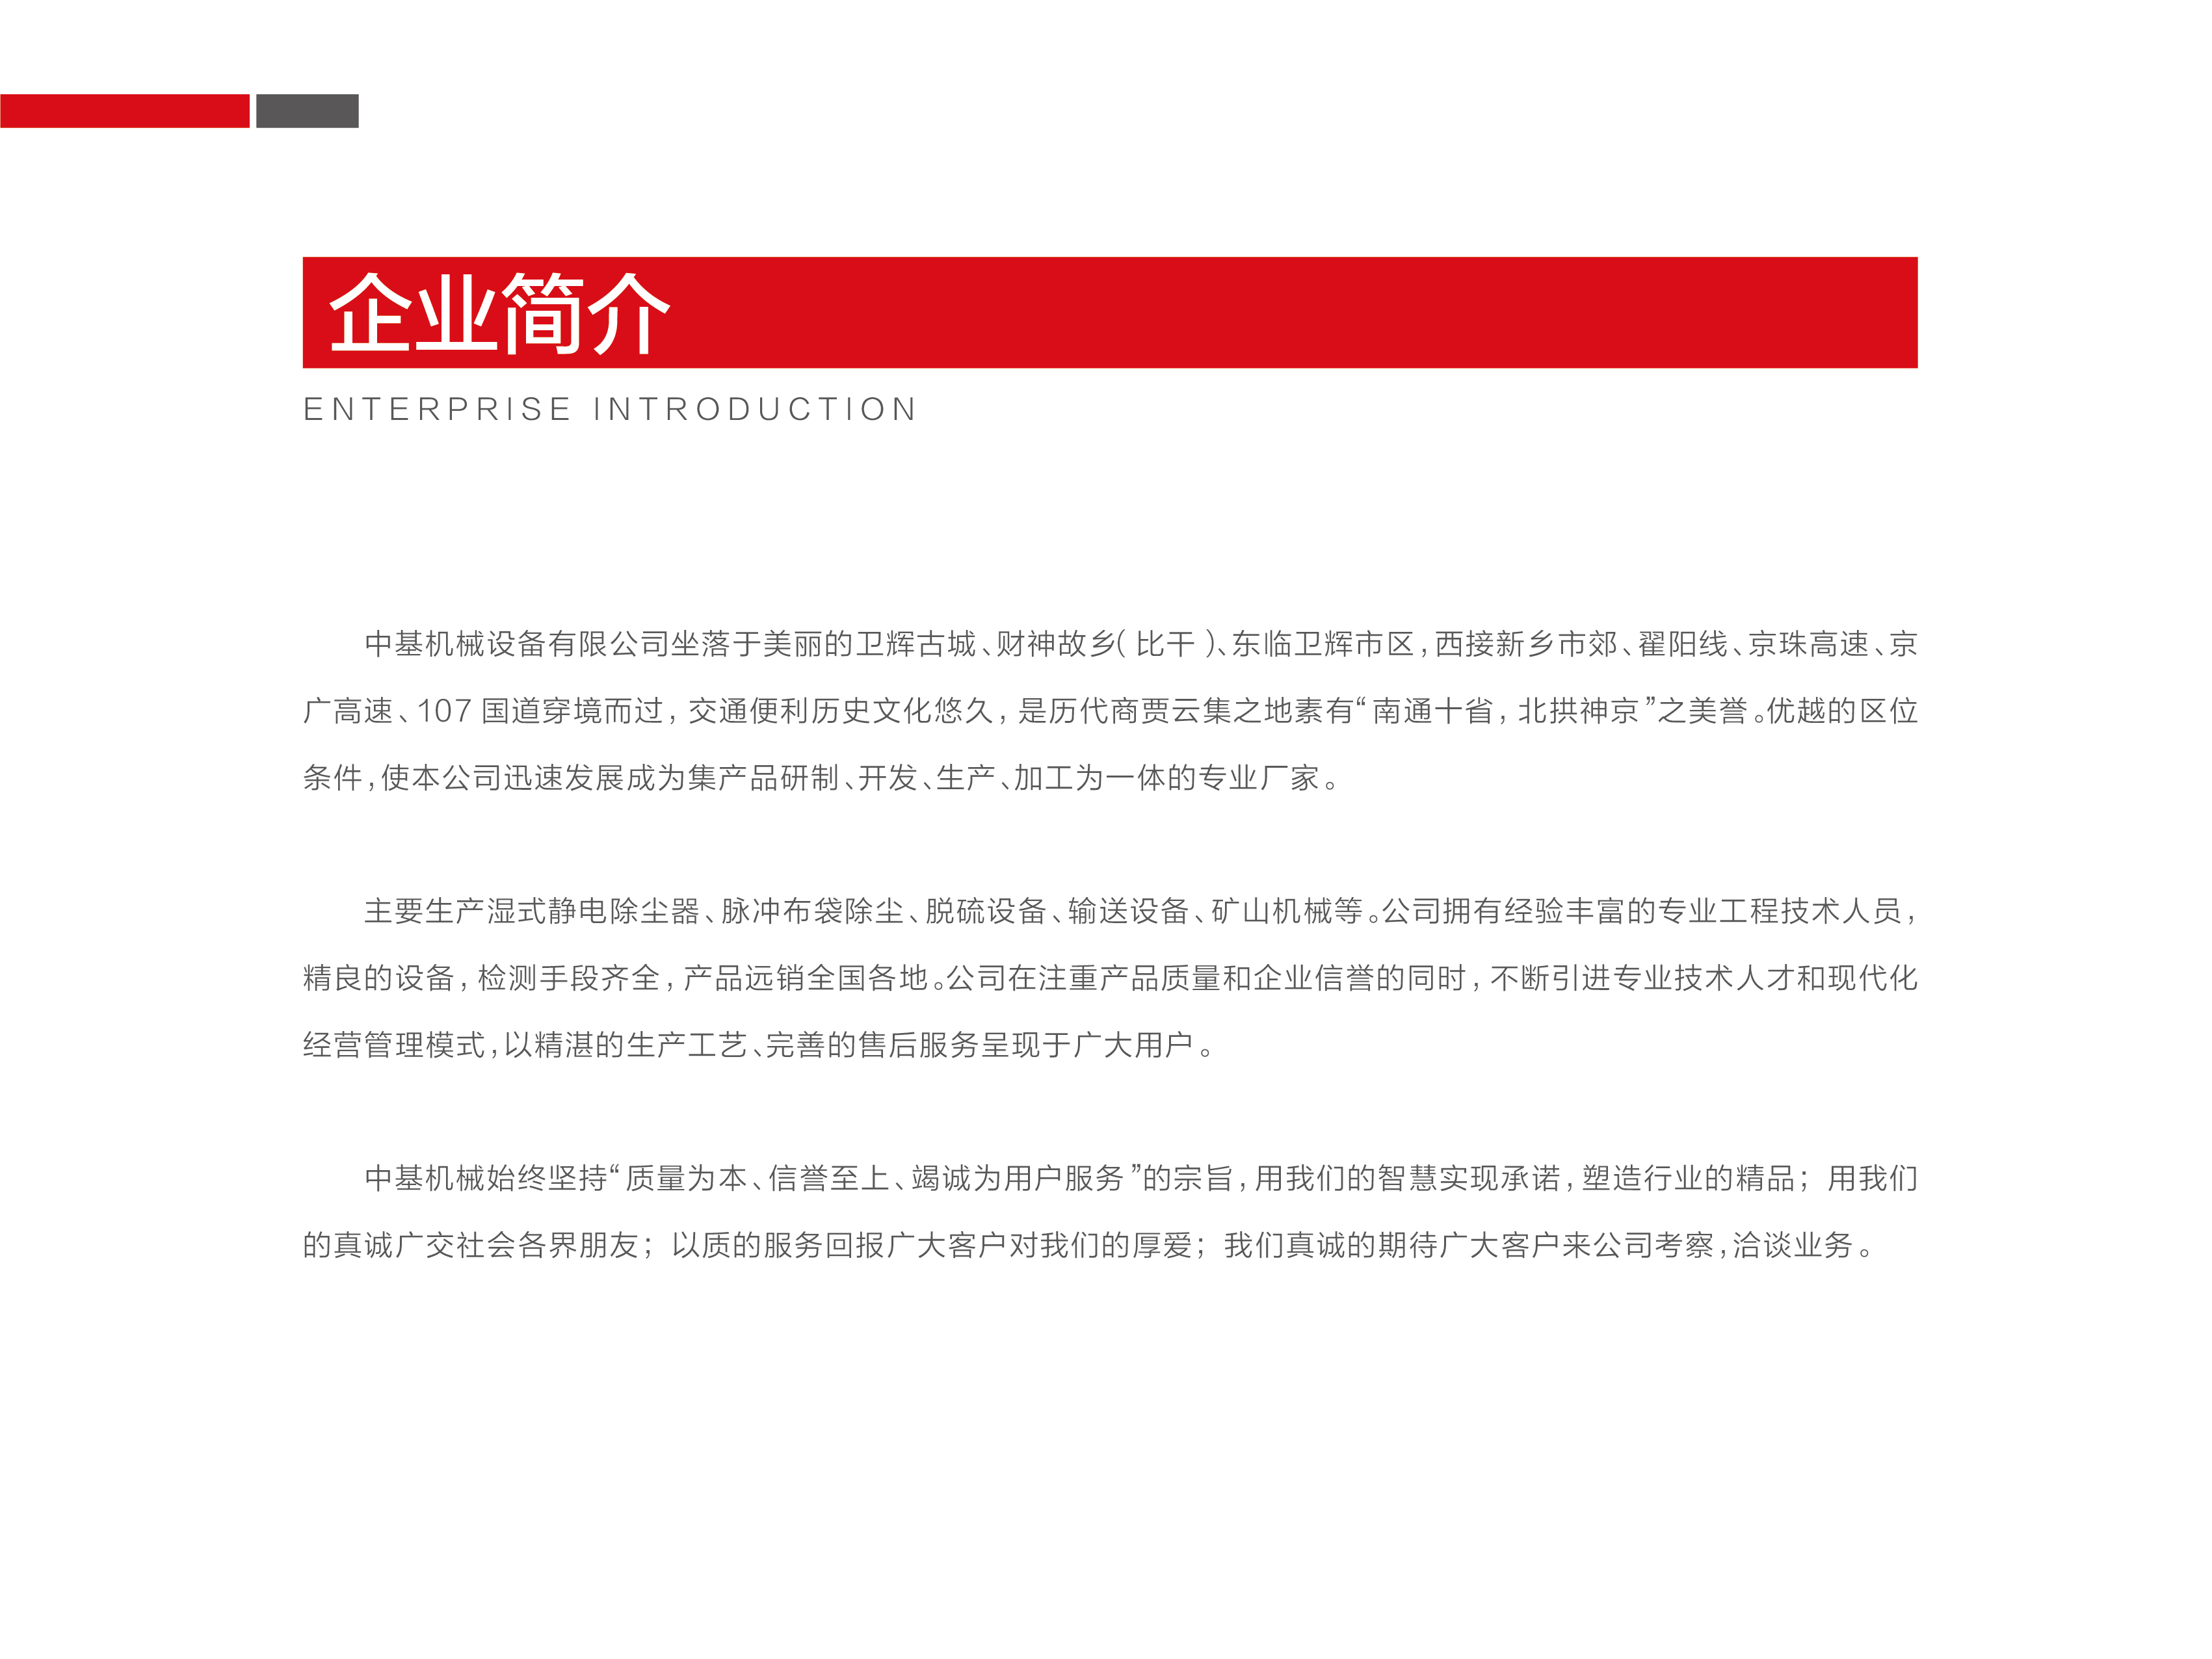 企业简介
ENTERPRISE INTRODUCTION
中基机械设备有限公司坐落于美丽的卫辉古城、财神故乡(比干)、东临卫辉市区,西接新乡市郊、翟阳线、京珠高速、京
广高速、107国道穿境而过,交通便利历史文化悠久,是历代商贾云集之地素有“南通十省,北拱神京”之美誉。优越的区位
条件,使本公司迅速发展成为集产品研制、开发、生产、加工为一体的专业厂家。
主要生产湿式静电除尘器、脉冲布袋除尘、脱硫设备、输送设备、矿山机械等。公司拥有经验丰富的专业工程技术人员,
精良的设备,检测手段齐全,产品远销全国各地。公司在注重产品质量和企业信誉的同时,不断引进专业技术人才和现代化
经营管理模式,以精湛的生产工艺、完善的售后服务呈现于广大用户。
中基机械始终坚持“质量为本、信誉至上、竭诚为用户服务”的宗旨,用我们的智慧实现承诺,塑造行业的精品;用我们
的真诚广交社会各界朋友;以质的服务回报广大客户对我们的厚爱;我们真诚的期待广大客户来公司考察,洽谈业务。